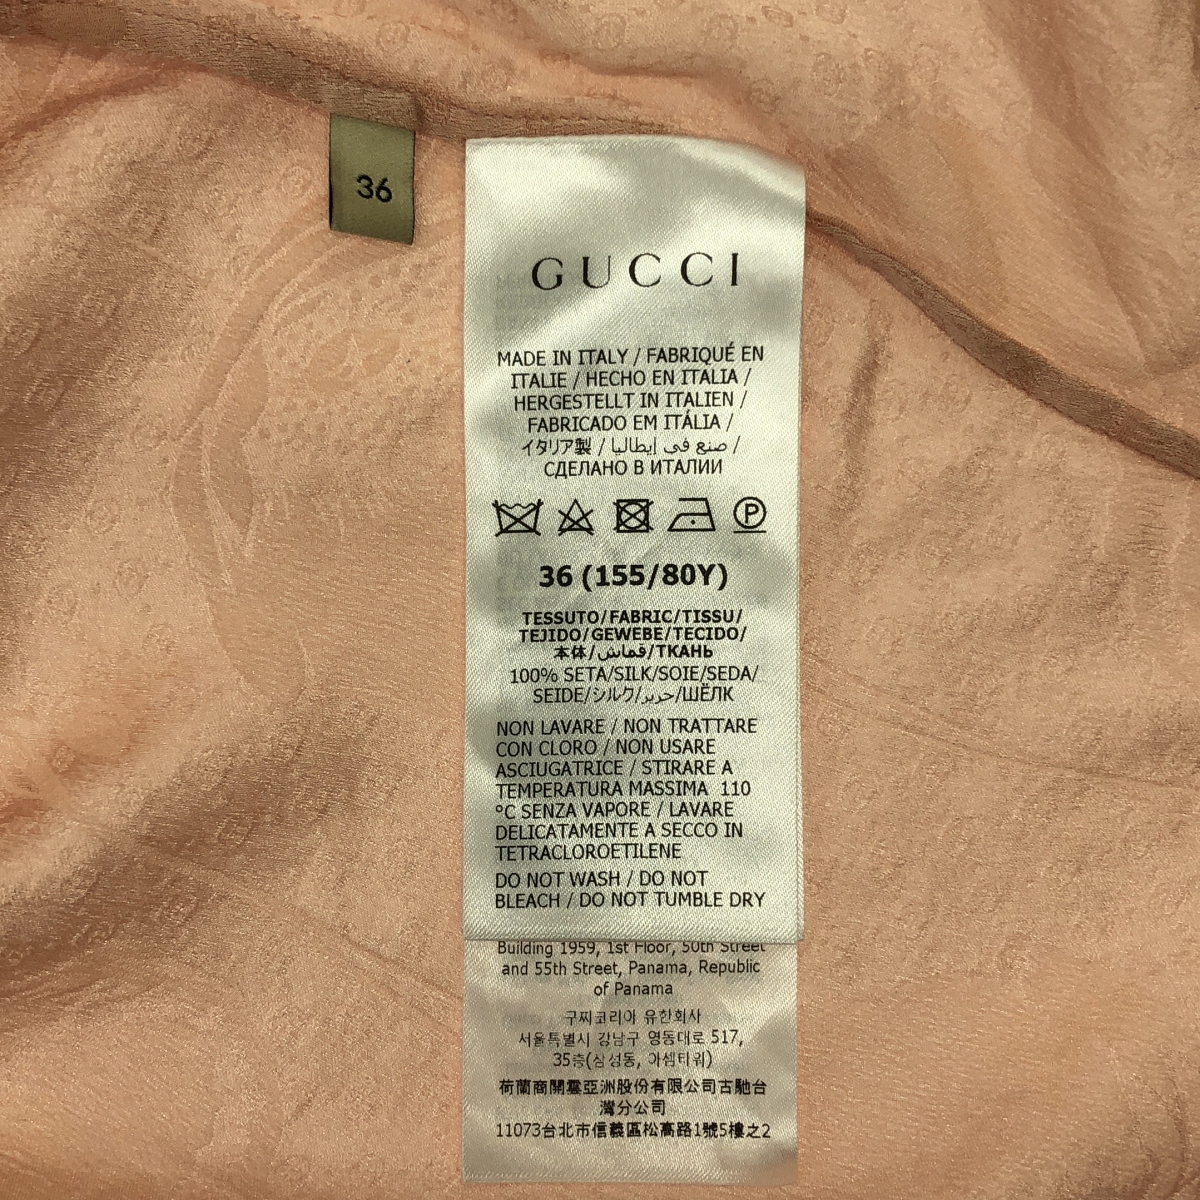 36
GUCCI
MADE IN ITALY / FABRIQUÉ EN
ITALIE / HECHO EN ITALIA /
HERGESTELLT IN ITALIEN /
FABRICADO EM ITÁLIA /
イタリア製 / صنع في إيطاليا /
СДЕЛАНО В ИТАЛИИ
P
36 (155/80Y)
TESSUTO/FABRIC/TISSU/
TEJIDO/GEWEBE/TECIDO/
本体/قماش/ТКАНЬ
100% SETA/SILK/SOIE/SEDA/
SEIDE/シルク/حرير/ШЁЛК
NON LAVARE / NON TRATTARE
CON CLORO / NON USARE
ASCIUGATRICE / STIRARE A
TEMPERATURA MASSIMA 110
°C SENZA VAPORE / LAVARE
DELICATAMENTE A SECCO IN
TETRACLOROETILENE
DO NOT WASH / DO NOT
BLEACH / DO NOT TUMBLE DRY
Building 1959, 1st Floor, 50th Street
and 55th Street, Panama, Republic
of Panama
구찌코리아 유한회사
서울특별시 강남구 영동대로 517,
35층(삼성동, 아셈타워)
荷蘭商開雲亞洲股份有限公司古馳台
灣分公司
11073台北市信義區松高路1號5樓之2